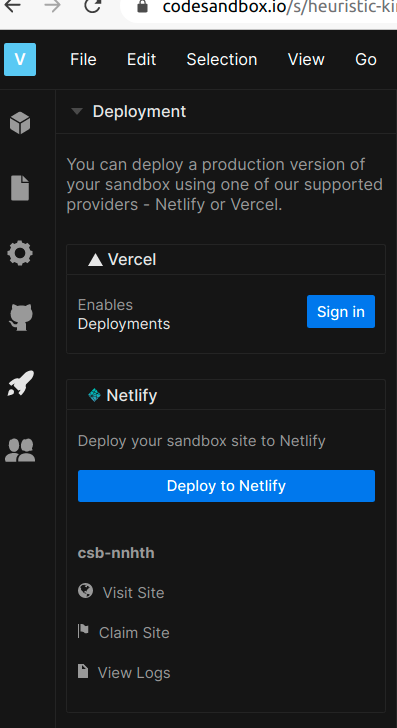 codesandbox.io/s/heuristic-ki
V File Edit Selection View Go
Deployment
You can deploy a production version of
your sandbox using one of our supported
providers - Netlify or Vercel.
Vercel
Enables
Deployments
Sign in
Netlify
Deploy your sandbox site to Netlify
Deploy to Netlify
csb-nnhth
Visit Site
Claim Site
View Logs